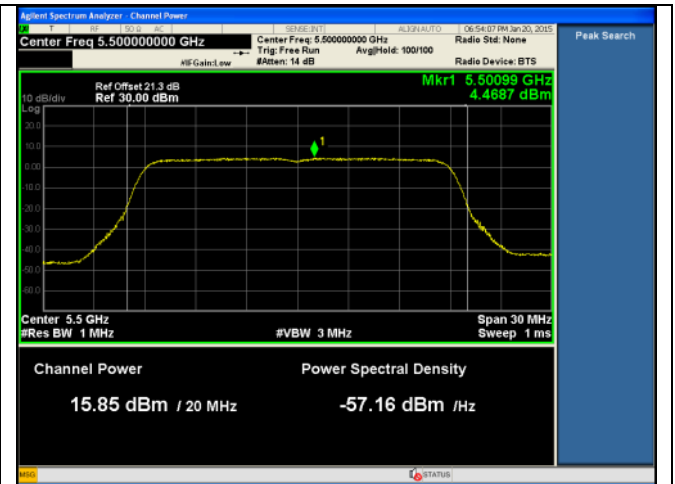 Agilent Spectrum Analyzer - Channel Power
T RF 50 Ω AC SENSE:INT ALIGN AUTO 06:54:07 PM Jan 20, 2015
Center Freq 5.500000000 GHz
Center Freq: 5.500000000 GHz
Radio Std: None
Trig: Free Run Avg|Hold: 100/100
#IFGain:Low
#Atten: 14 dB
Radio Device: BTS
Peak Search
Mkr1 5.50099 GHz
4.4687 dBm
Ref Offset 21.3 dB
10 dB/div Ref 30.00 dBm
Log
20.0
10.0
1
0.00
-10.0
-20.0
-30.0
-40.0
-50.0
-60.0
Center 5.5 GHz Span 30 MHz
#Res BW 1 MHz #VBW 3 MHz Sweep 1 ms
Channel Power
Power Spectral Density
15.85 dBm / 20 MHz
-57.16 dBm /Hz
MSG STATUS